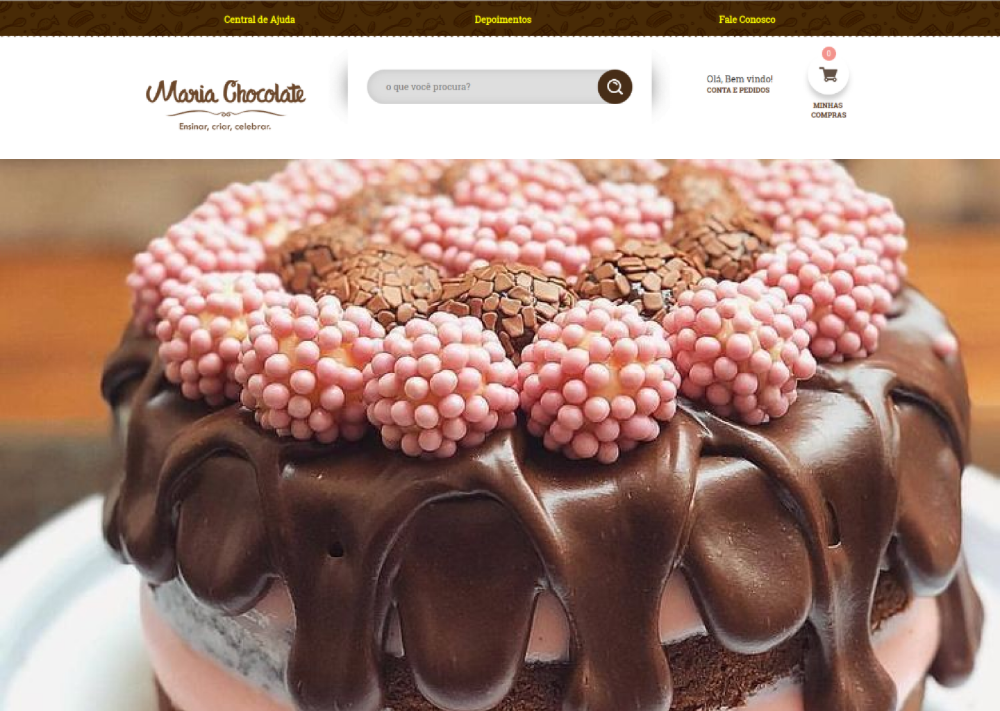 Central de Ajuda
Depoimentos
Fale Conosco
Maria Chocolate
Ensinar, criar, celebrar.
o que você procura?
Olá, Bem vindo!
CONTA E PEDIDOS
0
MINHAS
COMPRAS